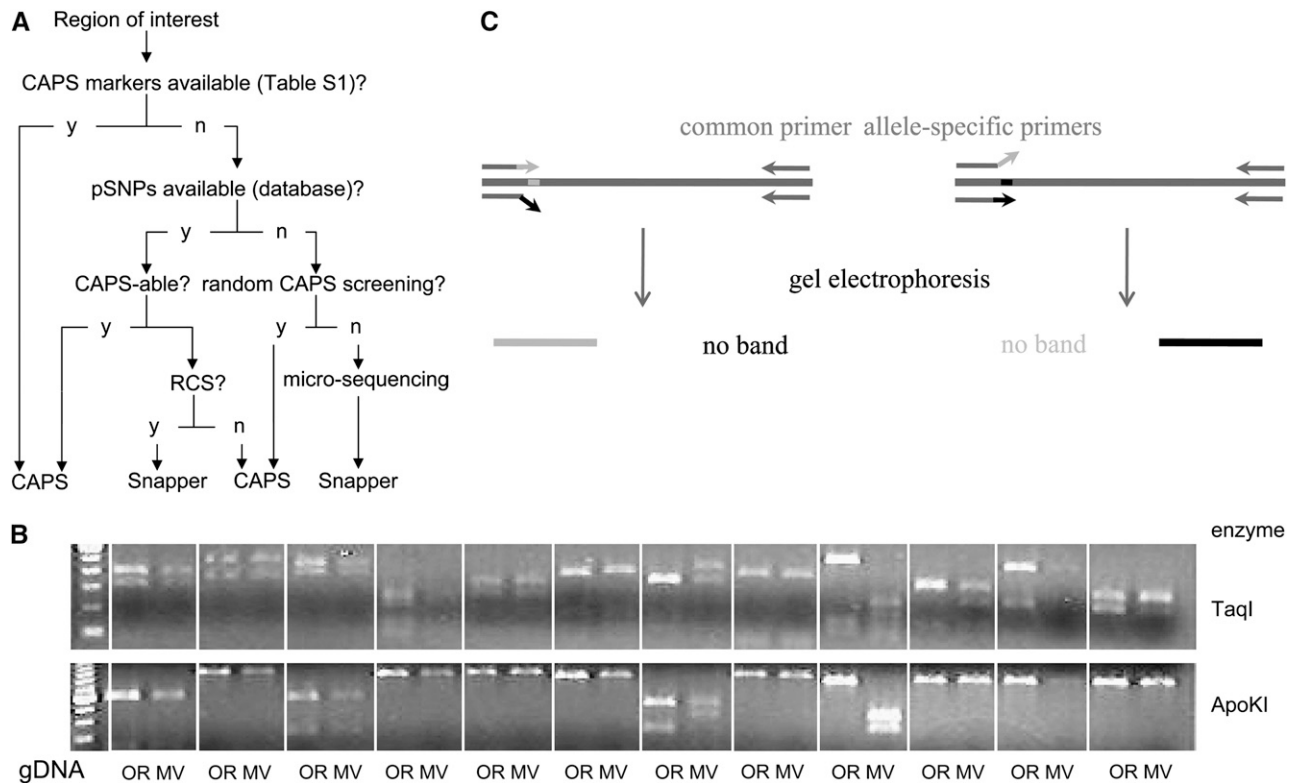 A
Region of interest
CAPS markers available (Table S1)?
y n
pSNPs available (database)?
y n
CAPS-able? random CAPS screening?
y y n
RCS? micro-sequencing
y n
CAPS Snapper CAPS Snapper
C
common primer allele-specific primers
gel electrophoresis
no band no band
B
enzyme
TaqI
ApoKI
gDNA OR MV OR MV OR MV OR MV OR MV OR MV OR MV OR MV OR MV OR MV OR MV OR MV